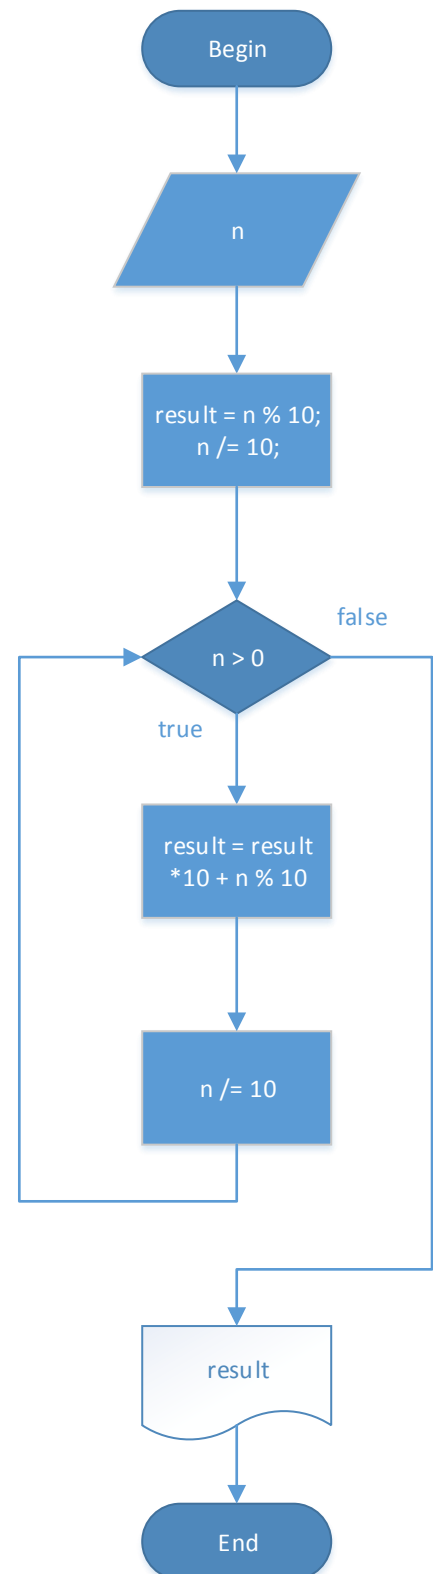 Begin
n
result = n % 10;
n /= 10;
n > 0
false
true
result = result
*10 + n % 10
n /= 10
result
End